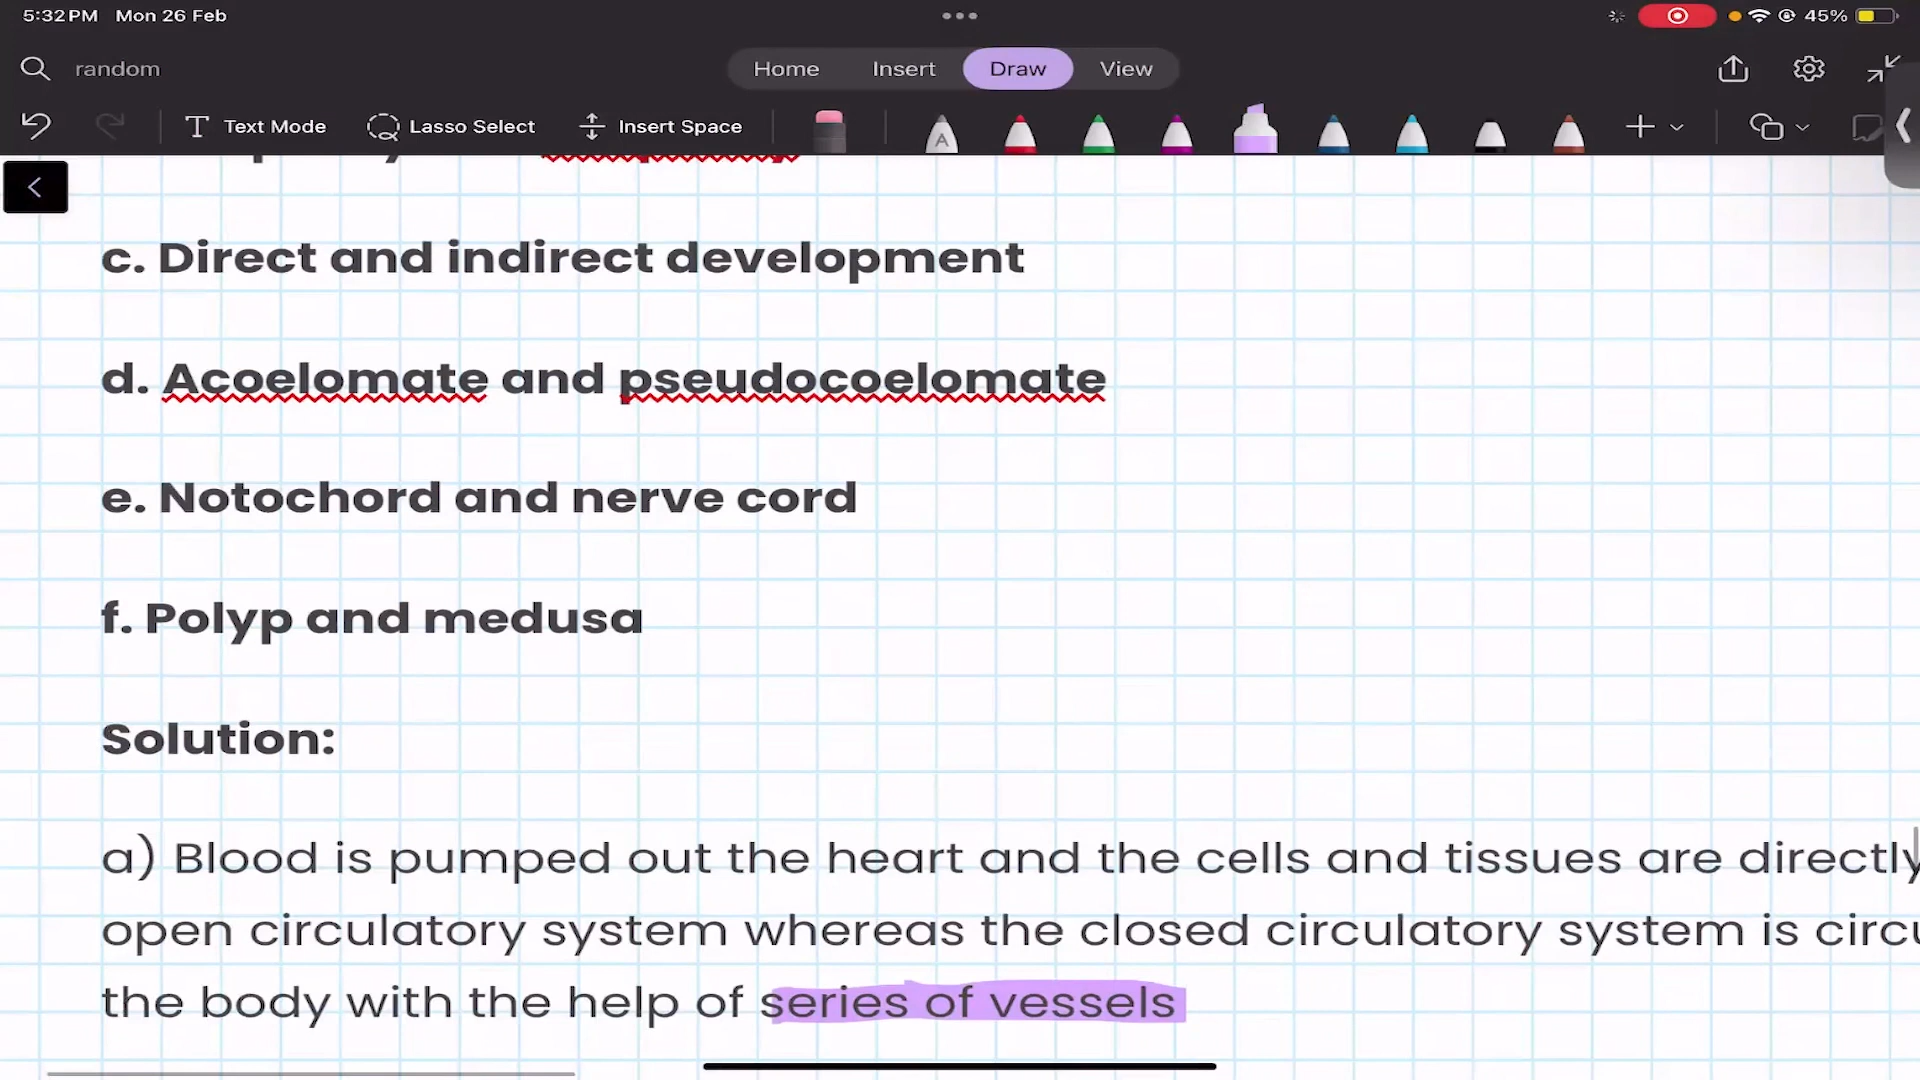 5:32 PM Mon 26 Feb
45%
random
Home Insert Draw View
Text Mode Lasso Select Insert Space
A
c. Direct and indirect development
d. Acoelomate and pseudocoelomate
e. Notochord and nerve cord
f. Polyp and medusa
Solution:
a) Blood is pumped out the heart and the cells and tissues are directly
open circulatory system whereas the closed circulatory system is circu
the body with the help of series of vessels